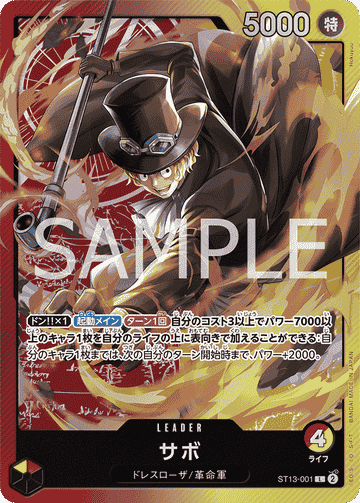 5000 特
SAMPLE
ドン!!×1 起動メイン ターン1回 自分のコスト3以上でパワー7000以
上のキャラ1枚を自分のライフの上に表向きで加えることができる:自
分のキャラ1枚までは、次の自分のターン開始時まで、パワー+2000。
LEADER
サボ
4
ライフ
ドレスローザ/革命軍
ST13-001 L 2